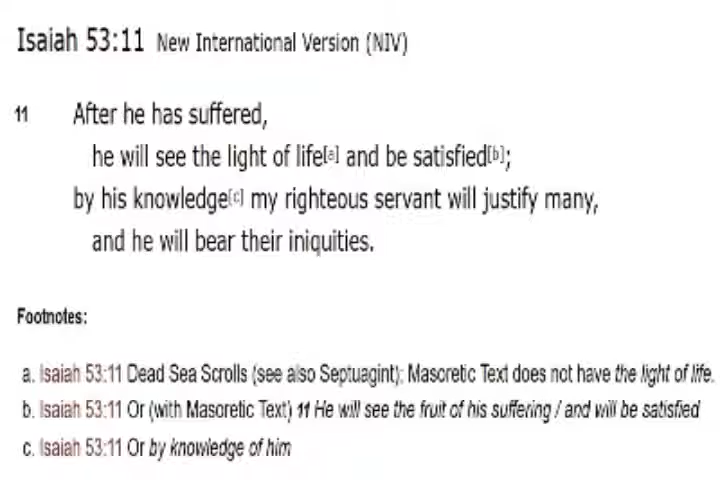 Isaiah 53:11 New International Version (NIV)
11 After he has suffered,
he will see the light of life[a] and be satisfied[b];
by his knowledge[c] my righteous servant will justify many,
and he will bear their iniquities.
Footnotes:
a. Isaiah 53:11 Dead Sea Scrolls (see also Septuagint); Masoretic Text does not have the light of life.
b. Isaiah 53:11 Or (with Masoretic Text) 11 He will see the fruit of his suffering / and will be satisfied
c. Isaiah 53:11 Or by knowledge of him